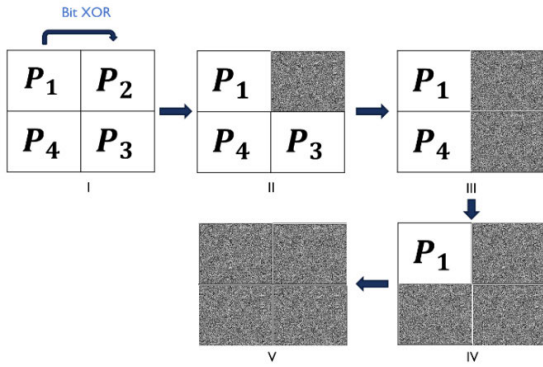 Bit XOR
P₁ P₂ P₁ P₁
P₄ P₃ P₄ P₃ P₄
I II III
P₁
V IV